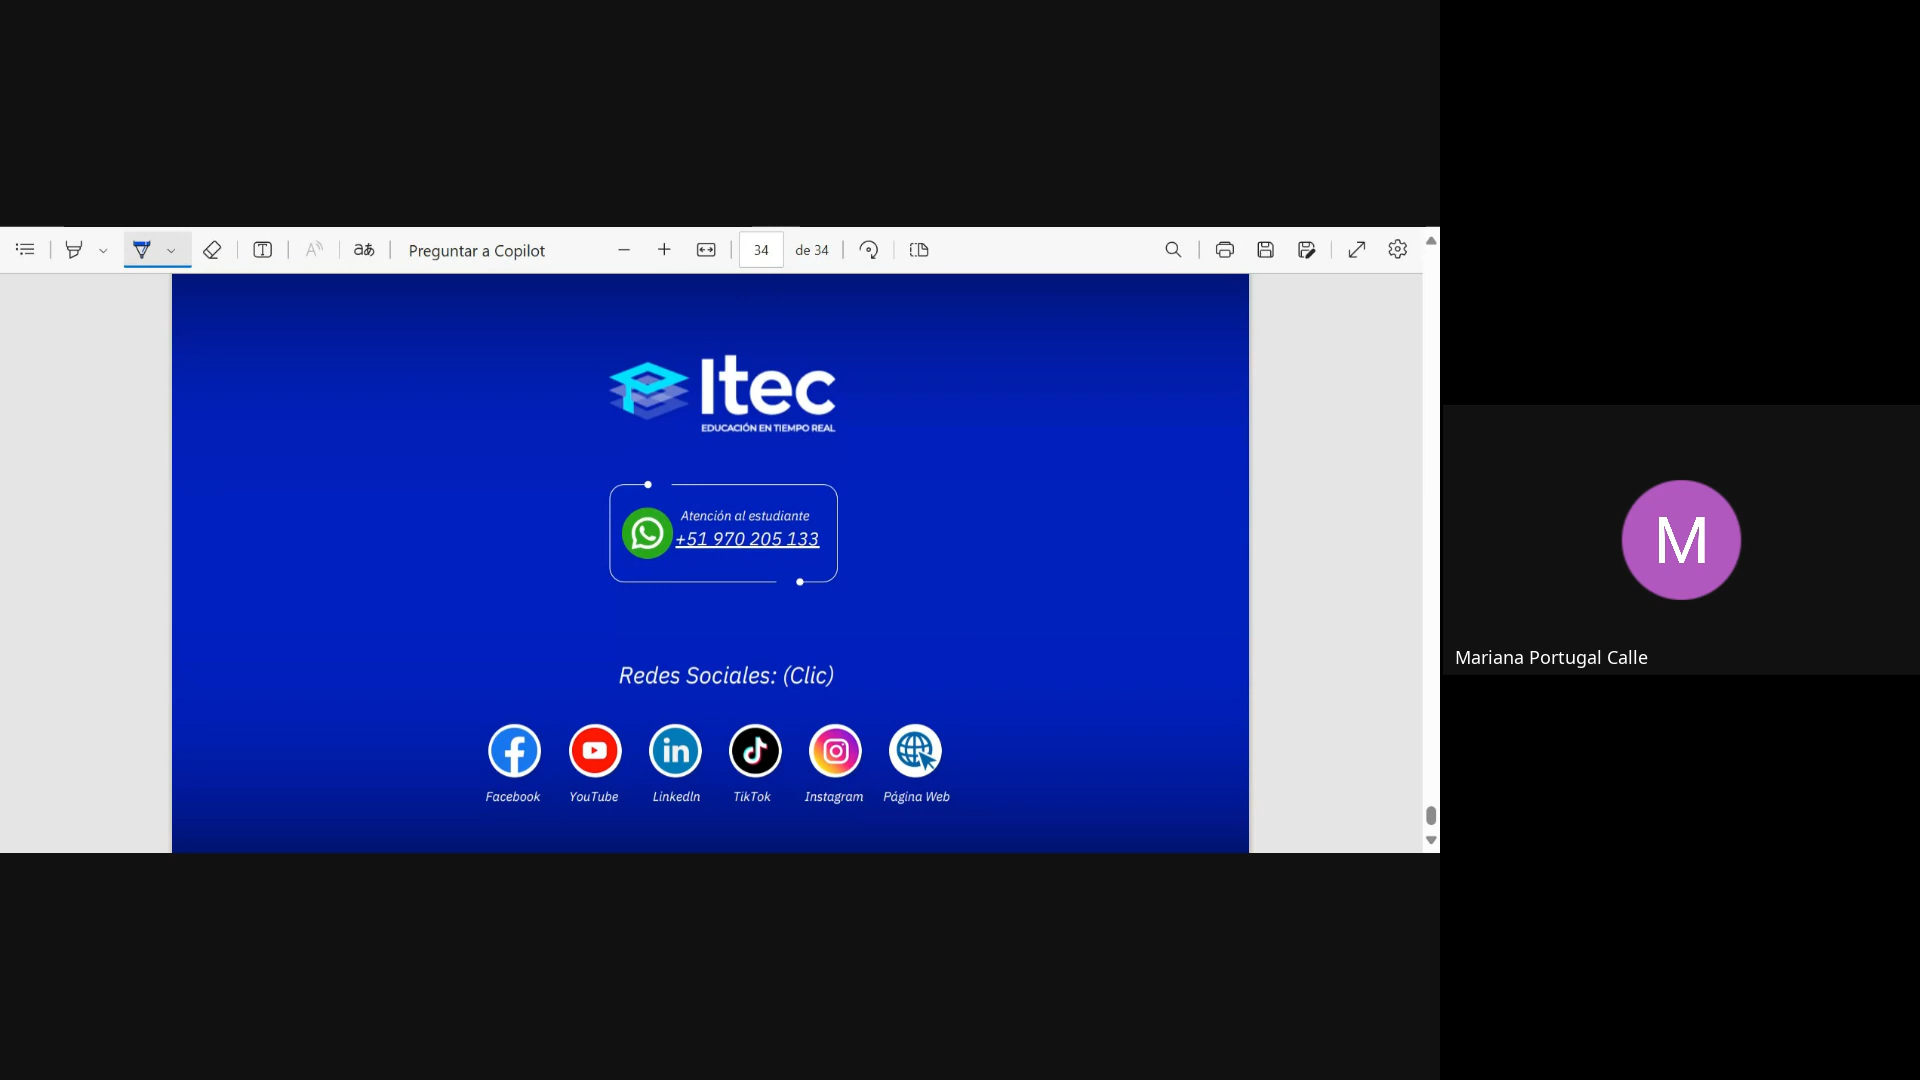 Preguntar a Copilot
34 de 34
Itec
EDUCACIÓN EN TIEMPO REAL
Atención al estudiante
+51 970 205 133
Redes Sociales: (Clic)
Facebook YouTube LinkedIn TikTok Instagram Página Web
M
Mariana Portugal Calle